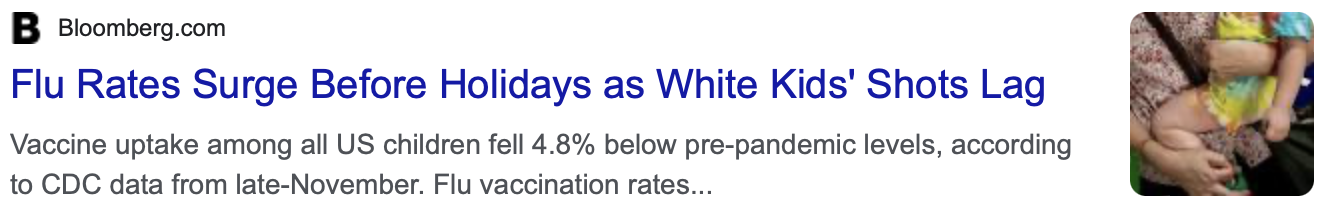 B Bloomberg.com
Flu Rates Surge Before Holidays as White Kids' Shots Lag
Vaccine uptake among all US children fell 4.8% below pre-pandemic levels, according
to CDC data from late-November. Flu vaccination rates...